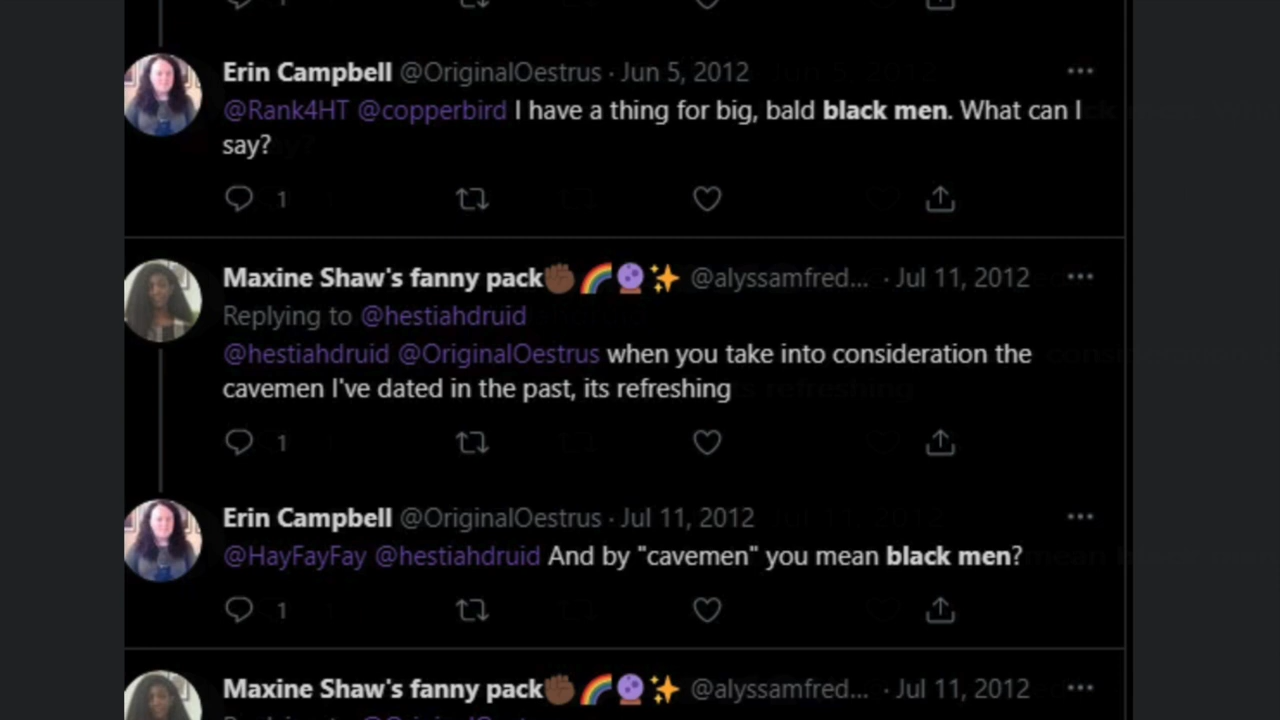 1
Erin Campbell @OriginalOestrus · Jun 5, 2012
@Rank4HT @copperbird I have a thing for big, bald black men. What can I
say?
1
Maxine Shaw's fanny pack✊🏾🌈🔮✨ @alyssamfred... · Jul 11, 2012
Replying to @hestiahdruid
@hestiahdruid @OriginalOestrus when you take into consideration the
cavemen I've dated in the past, its refreshing
1
Erin Campbell @OriginalOestrus · Jul 11, 2012
@HayFayFay @hestiahdruid And by "cavemen" you mean black men?
1
Maxine Shaw's fanny pack✊🏾🌈🔮✨ @alyssamfred... · Jul 11, 2012